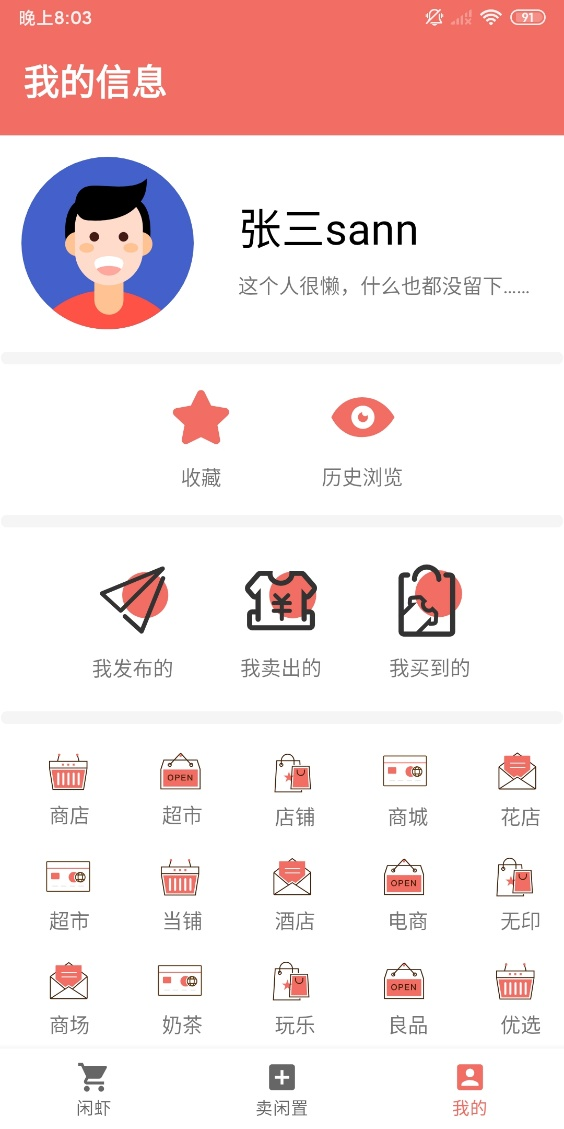 晚上8:03
91
我的信息
张三sann
这个人很懒，什么也都没留下……
收藏 历史浏览
我发布的 我卖出的 我买到的
OPEN
商店 超市 店铺 商城 花店
OPEN
超市 当铺 酒店 电商 无印
OPEN
商场 奶茶 玩乐 良品 优选
闲虾 卖闲置 我的